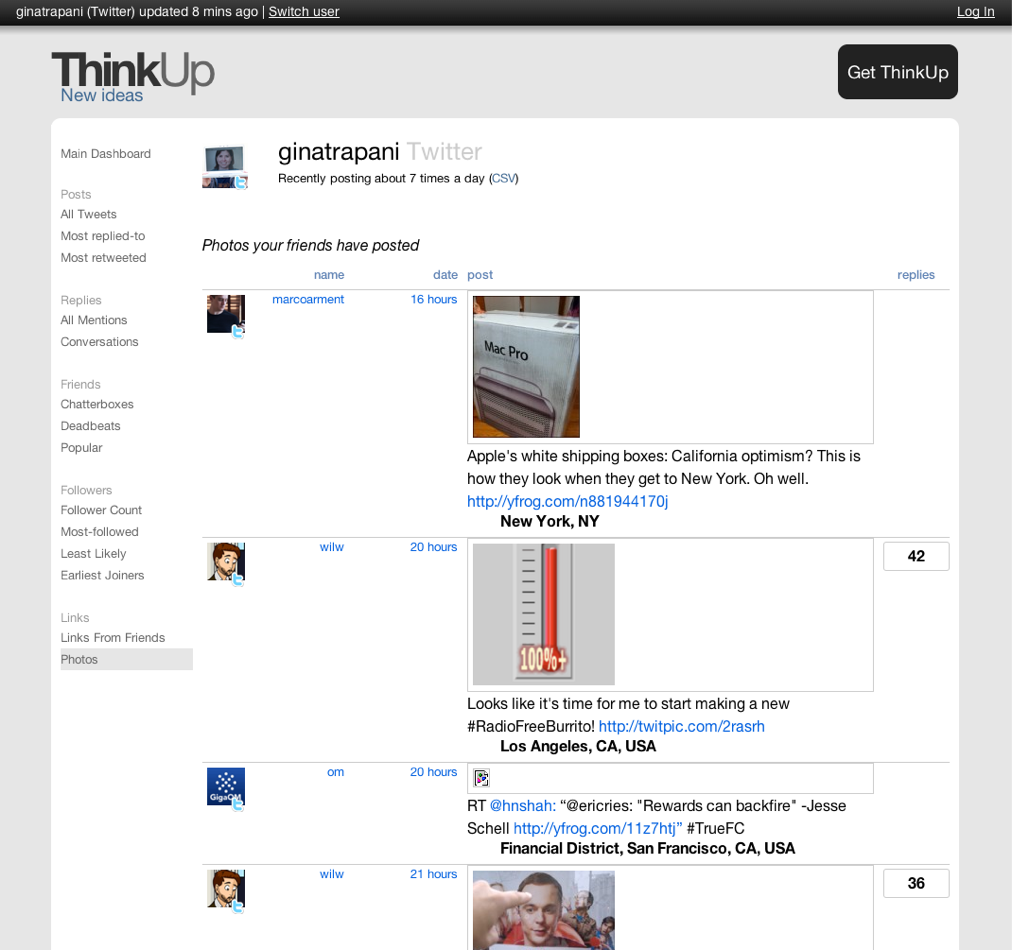 ginatrapani (Twitter) updated 8 mins ago | Switch user
Log In
ThinkUp
New ideas
Get ThinkUp
Main Dashboard
Posts
All Tweets
Most replied-to
Most retweeted
Replies
All Mentions
Conversations
Friends
Chatterboxes
Deadbeats
Popular
Followers
Follower Count
Most-followed
Least Likely
Earliest Joiners
Links
Links From Friends
Photos
ginatrapani Twitter
Recently posting about 7 times a day (CSV)
Photos your friends have posted
name date post replies
marcoarment 16 hours
Mac Pro
Apple's white shipping boxes: California optimism? This is
how they look when they get to New York. Oh well.
http://yfrog.com/n881944170j
New York, NY
wilw 20 hours 42
100%+
Looks like it's time for me to start making a new
#RadioFreeBurrito! http://twitpic.com/2rasrh
Los Angeles, CA, USA
om 20 hours
GigaOM
RT @hnshah: “@ericries: "Rewards can backfire" -Jesse
Schell http://yfrog.com/11z7htj” #TrueFC
Financial District, San Francisco, CA, USA
wilw 21 hours 36